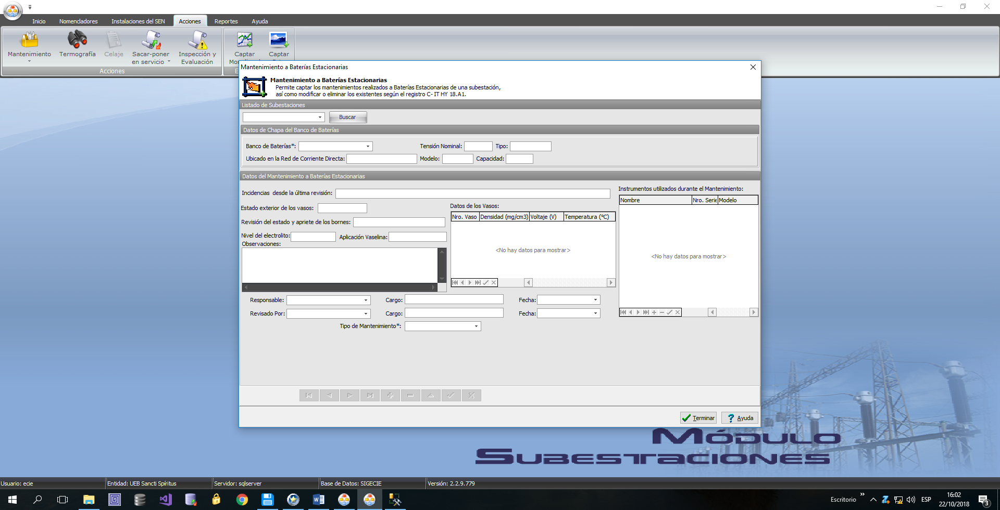 Inicio Nomencladores Instalaciones del SEN Acciones Reportes Ayuda
Mantenimiento Termografía Celaje Sacar-poner en servicio Inspección y Evaluación Captar Captar
Acciones
Mantenimiento a Baterías Estacionarias
Mantenimiento a Baterías Estacionarias
Permite captar los mantenimientos realizados a Baterías Estacionarias de una subestación,
así como modificar o eliminar los existentes según el registro C- IT HY 18.A1.
Listado de Subestaciones
Buscar
Datos de Chapa del Banco de Baterías
Banco de Baterías*: Tensión Nominal: Tipo:
Ubicado en la Red de Corriente Directa: Modelo: Capacidad:
Datos del Mantenimiento a Baterías Estacionarias
Incidencias desde la última revisión:
Instrumentos utilizados durante el Mantenimiento:
Nombre Nro. Serie Modelo
<No hay datos para mostrar>
Estado exterior de los vasos:
Datos de los Vasos:
Nro. Vaso Densidad (mg/cm3) Voltaje (V) Temperatura (ºC)
<No hay datos para mostrar>
Revisión del estado y apriete de los bornes:
Nivel del electrolito: Aplicación Vaselina:
Observaciones:
Responsable: Cargo: Fecha:
Revisado Por: Cargo: Fecha:
Tipo de Mantenimiento*:
Terminar Ayuda
Módulo
Subestaciones
Usuario: ecie Entidad: UEB Sancti Spíritus Servidor: sqlserver Base de Datos: SIGECIE Versión: 2.2.9.779
Escritorio » ESP 16:02
22/10/2018 3